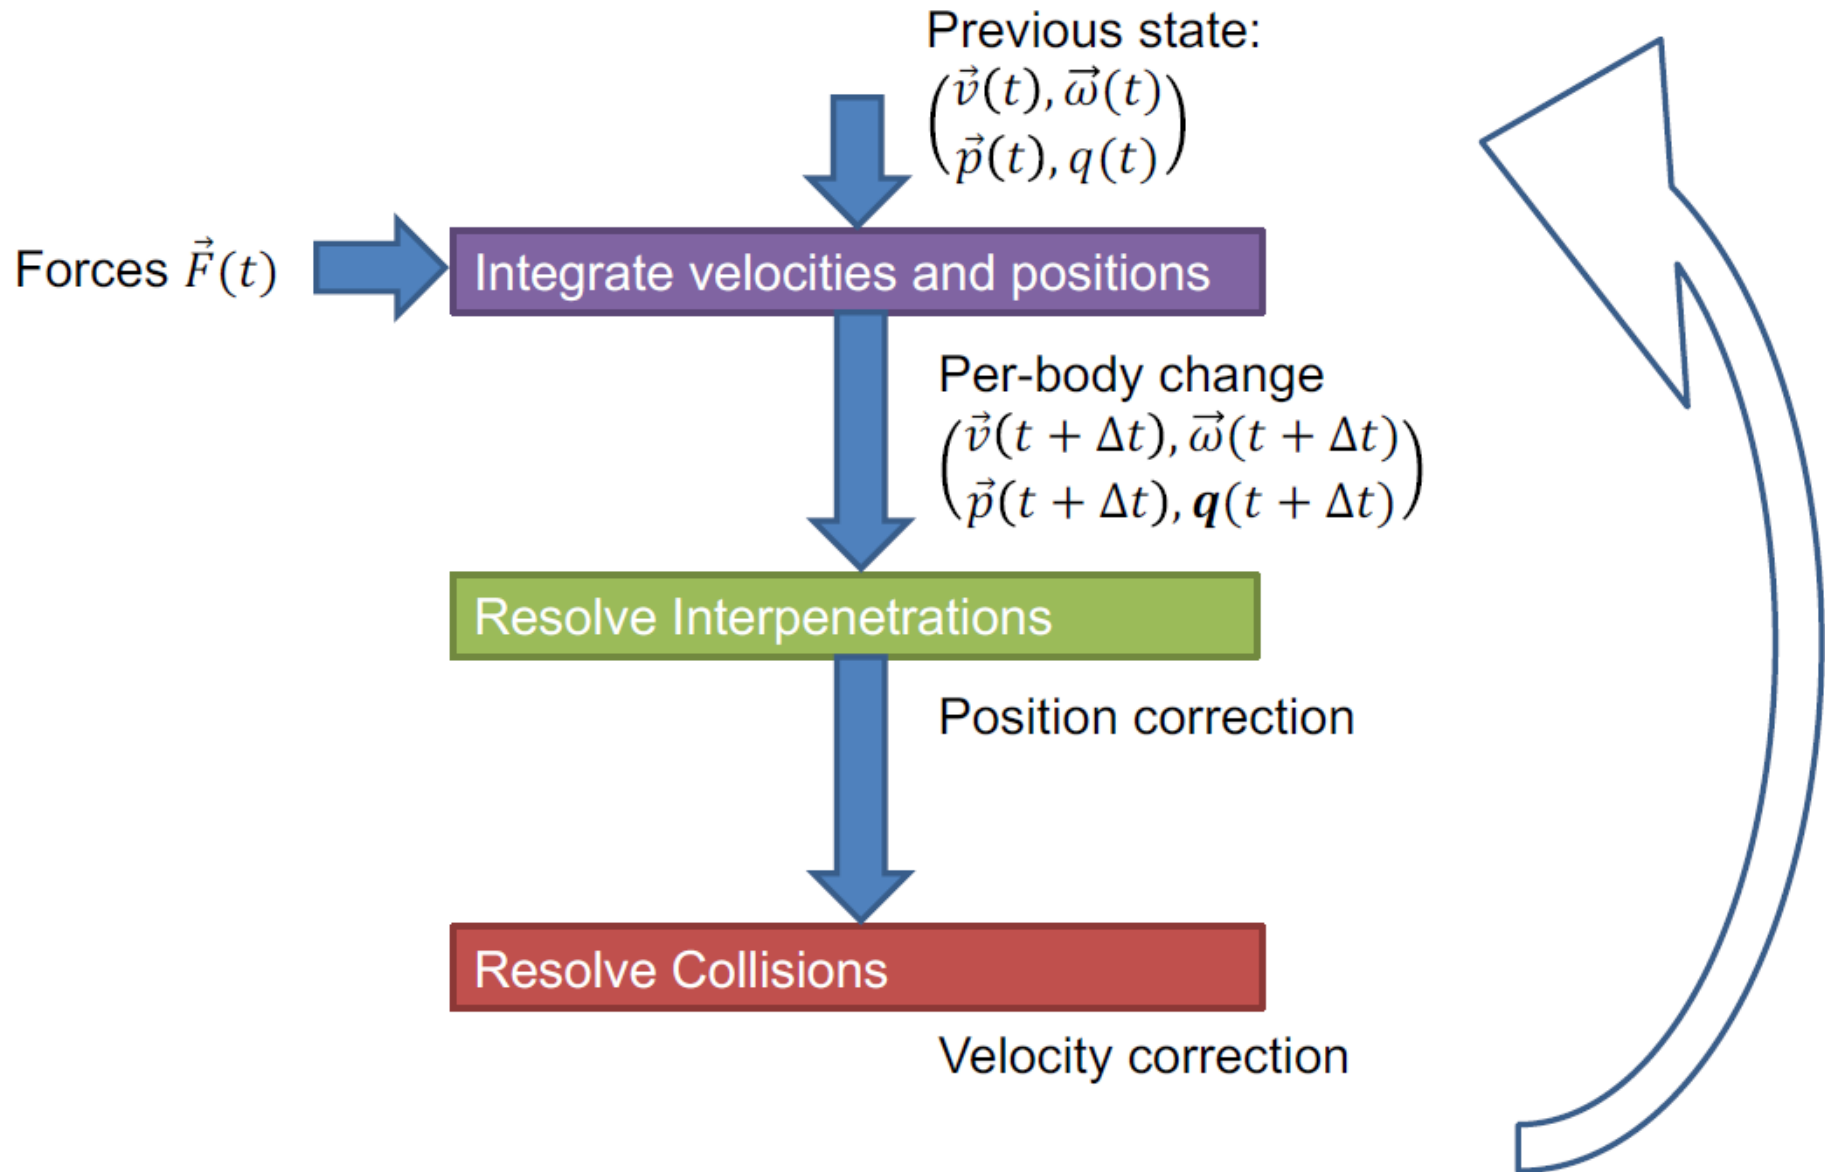 Previous state:
(v⃗(t), ω⃗(t)
p⃗(t), q(t))
Forces F⃗(t)
Integrate velocities and positions
Per-body change
(v⃗(t + Δt), ω⃗(t + Δt)
p⃗(t + Δt), q(t + Δt))
Resolve Interpenetrations
Position correction
Resolve Collisions
Velocity correction